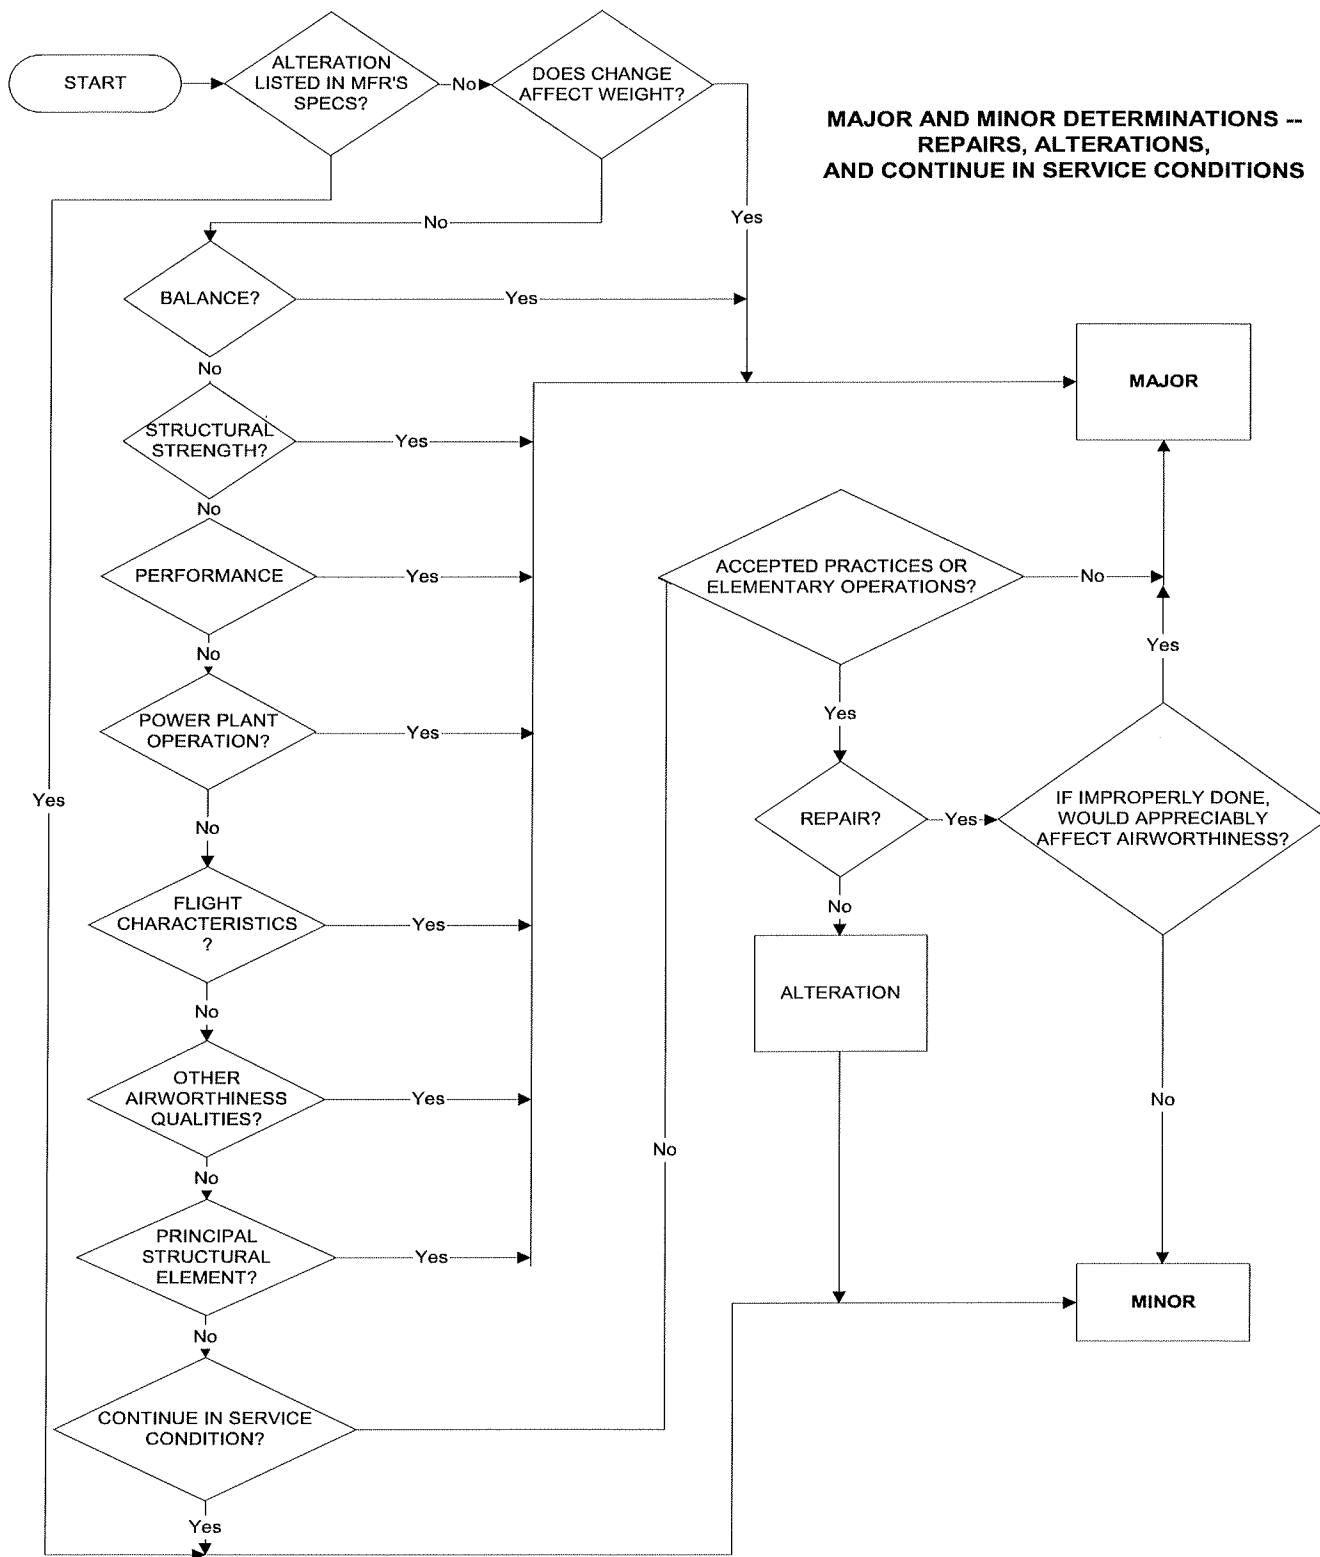 START
ALTERATION
LISTED IN MFR'S
SPECS?
No
DOES CHANGE
AFFECT WEIGHT?
MAJOR AND MINOR DETERMINATIONS --
REPAIRS, ALTERATIONS,
AND CONTINUE IN SERVICE CONDITIONS
No
Yes
BALANCE?
Yes
No
MAJOR
STRUCTURAL
STRENGTH?
Yes
No
PERFORMANCE
Yes
ACCEPTED PRACTICES OR
ELEMENTARY OPERATIONS?
No
No
Yes
POWER PLANT
OPERATION?
Yes
Yes
Yes
REPAIR?
Yes
IF IMPROPERLY DONE,
WOULD APPRECIABLY
AFFECT AIRWORTHINESS?
No
No
FLIGHT
CHARACTERISTICS
?
Yes
No
ALTERATION
OTHER
AIRWORTHINESS
QUALITIES?
Yes
No
No
No
PRINCIPAL
STRUCTURAL
ELEMENT?
Yes
MINOR
No
CONTINUE IN SERVICE
CONDITION?
Yes